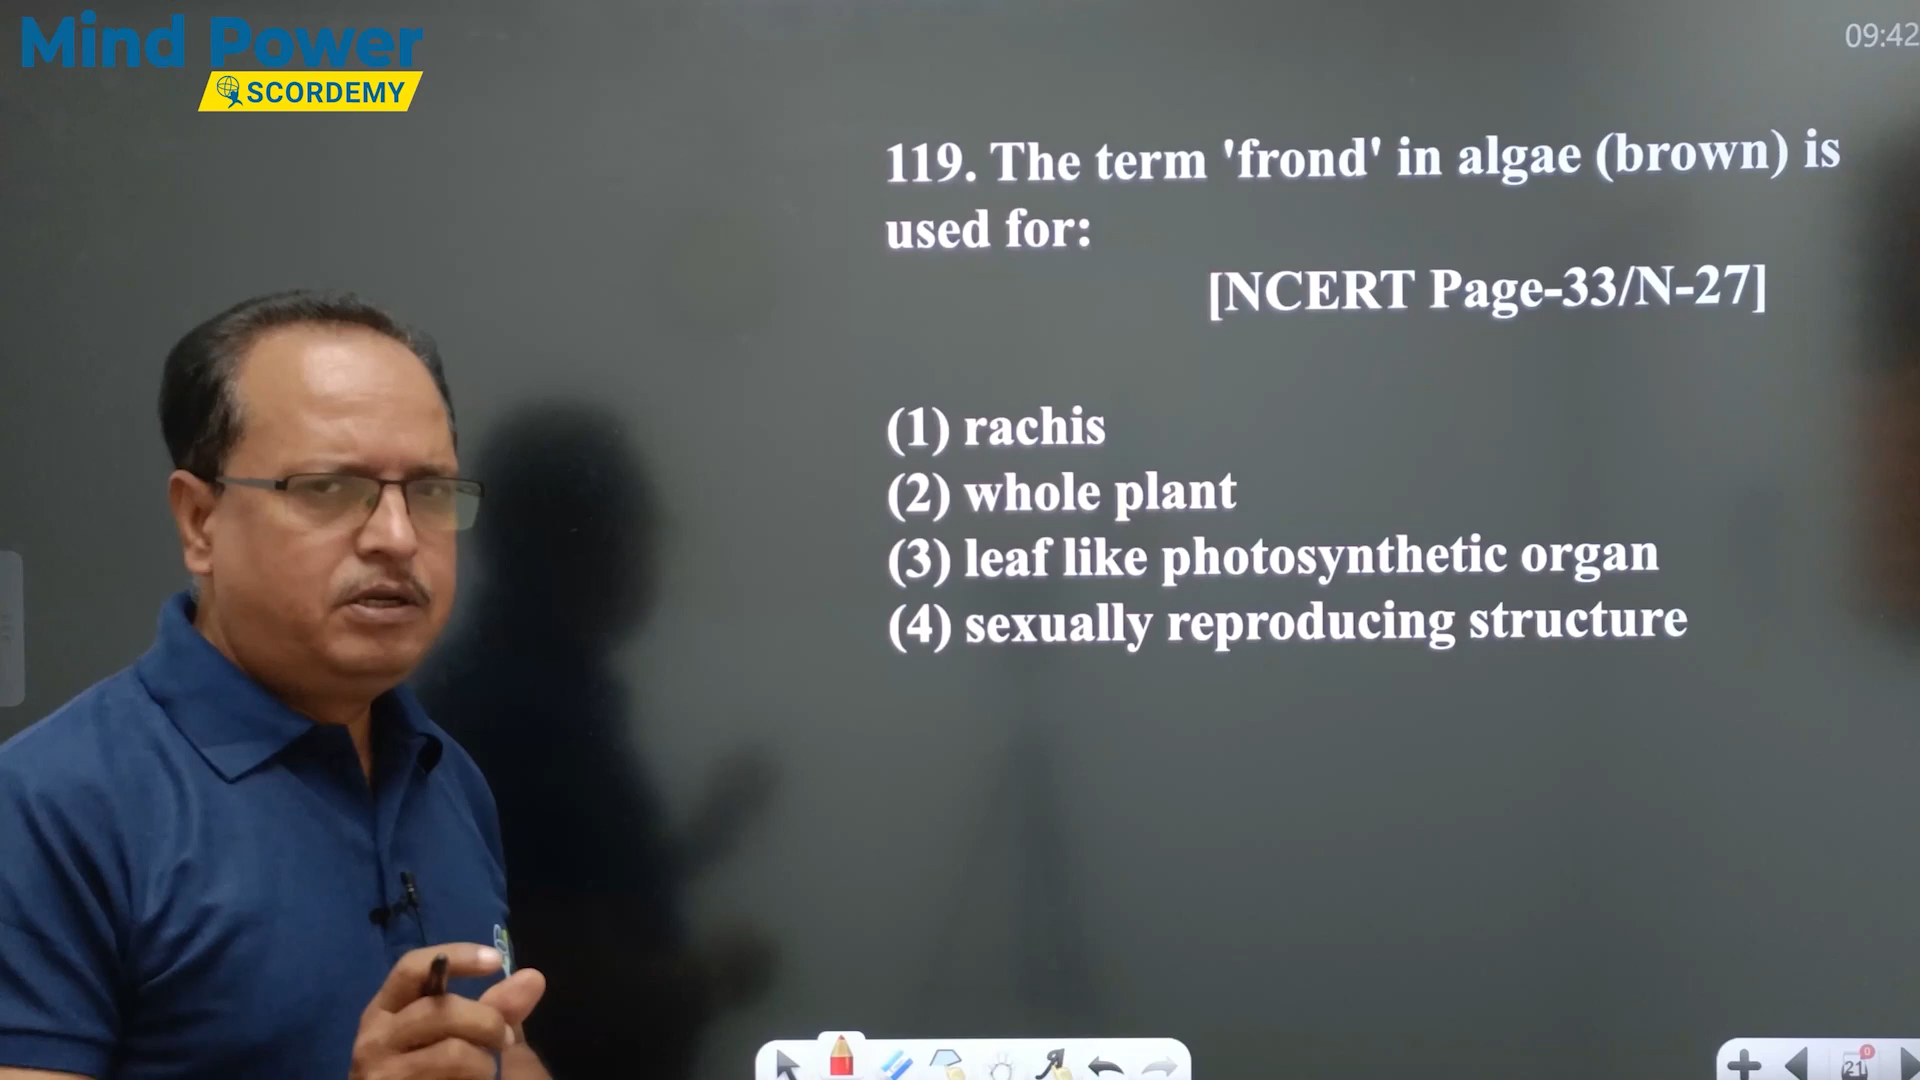 Mind Power
SCORDEMY
09:42
119. The term 'frond' in algae (brown) is
used for:
[NCERT Page-33/N-27]
(1) rachis
(2) whole plant
(3) leaf like photosynthetic organ
(4) sexually reproducing structure
21
0